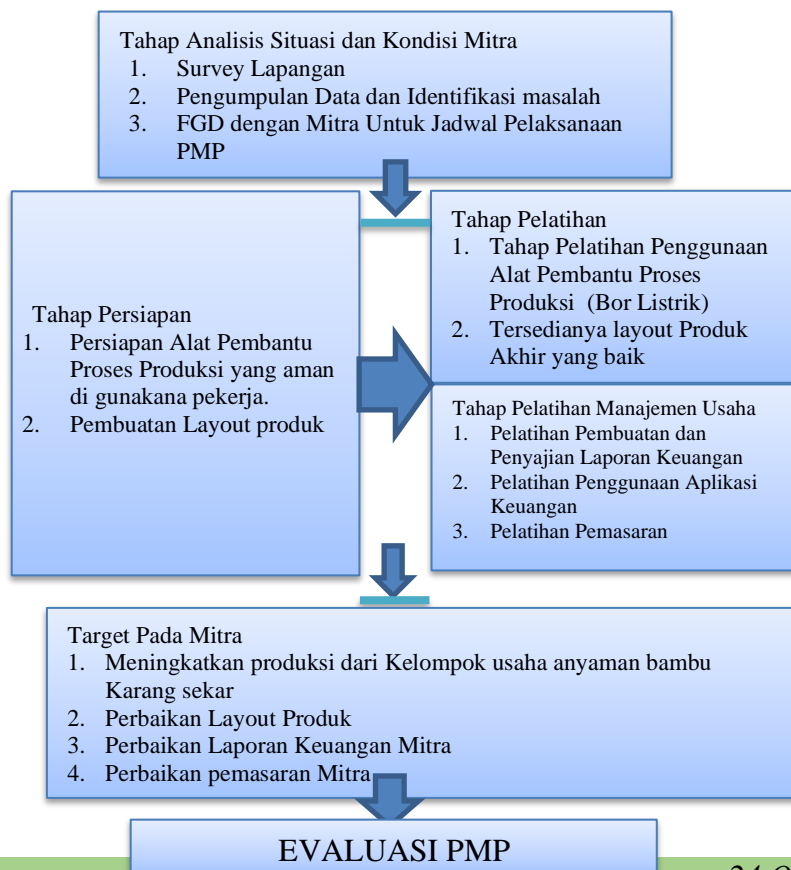 Tahap Analisis Situasi dan Kondisi Mitra
1. Survey Lapangan
2. Pengumpulan Data dan Identifikasi masalah
3. FGD dengan Mitra Untuk Jadwal Pelaksanaan
PMP
Tahap Persiapan
1. Persiapan Alat Pembantu
Proses Produksi yang aman
di gunakana pekerja.
2. Pembuatan Layout produk
Tahap Pelatihan
1. Tahap Pelatihan Penggunaan
Alat Pembantu Proses
Produksi (Bor Listrik)
2. Tersedianya layout Produk
Akhir yang baik
Tahap Pelatihan Manajemen Usaha
1. Pelatihan Pembuatan dan
Penyajian Laporan Keuangan
2. Pelatihan Penggunaan Aplikasi
Keuangan
3. Pelatihan Pemasaran
Target Pada Mitra
1. Meningkatkan produksi dari Kelompok usaha anyaman bambu
Karang sekar
2. Perbaikan Layout Produk
3. Perbaikan Laporan Keuangan Mitra
4. Perbaikan pemasaran Mitra
EVALUASI PMP